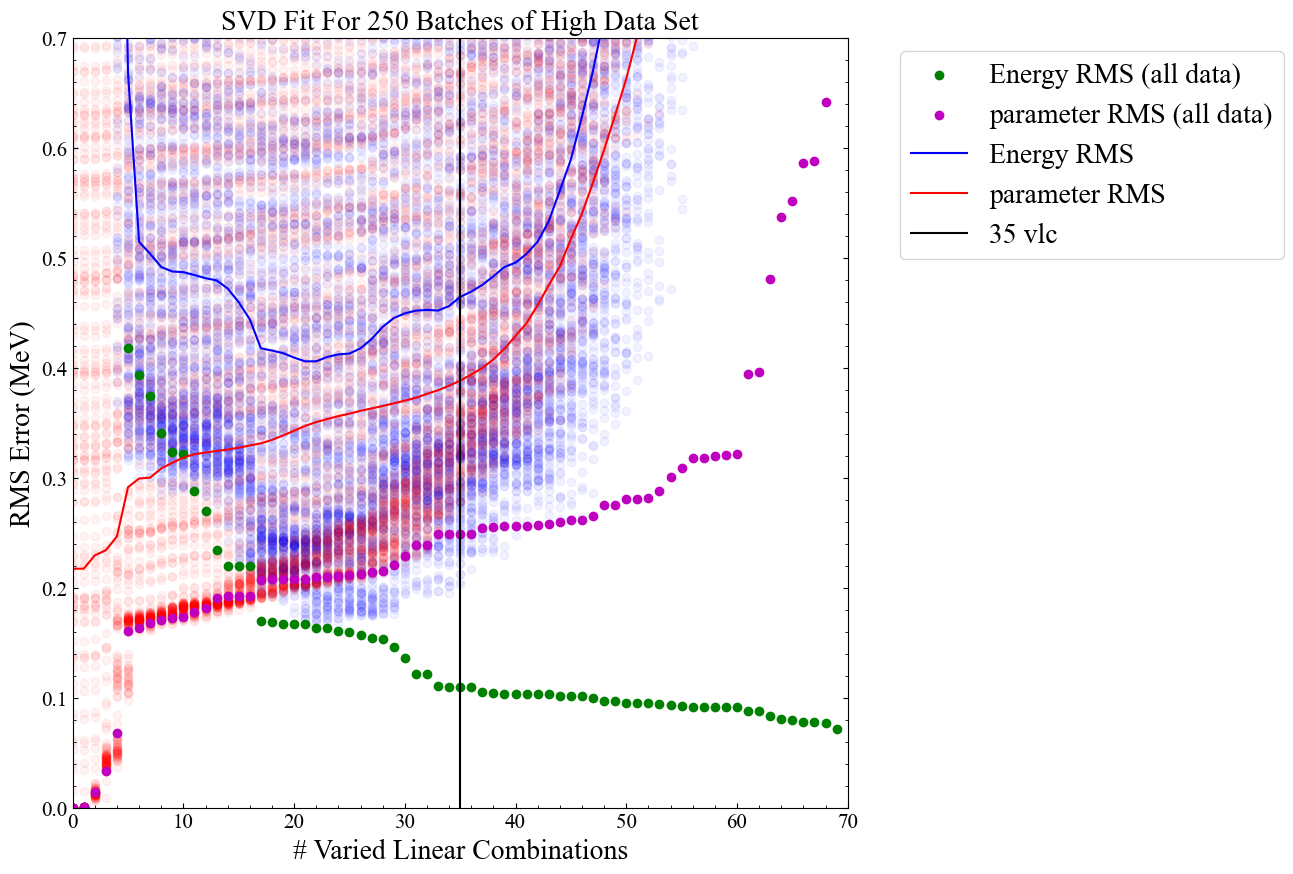 SVD Fit For 250 Batches of High Data Set
0.7
0.6
0.5
0.4
0.3
0.2
0.1
0.0
RMS Error (MeV)
0 10 20 30 40 50 60 70
# Varied Linear Combinations
Energy RMS (all data)
parameter RMS (all data)
Energy RMS
parameter RMS
35 vlc